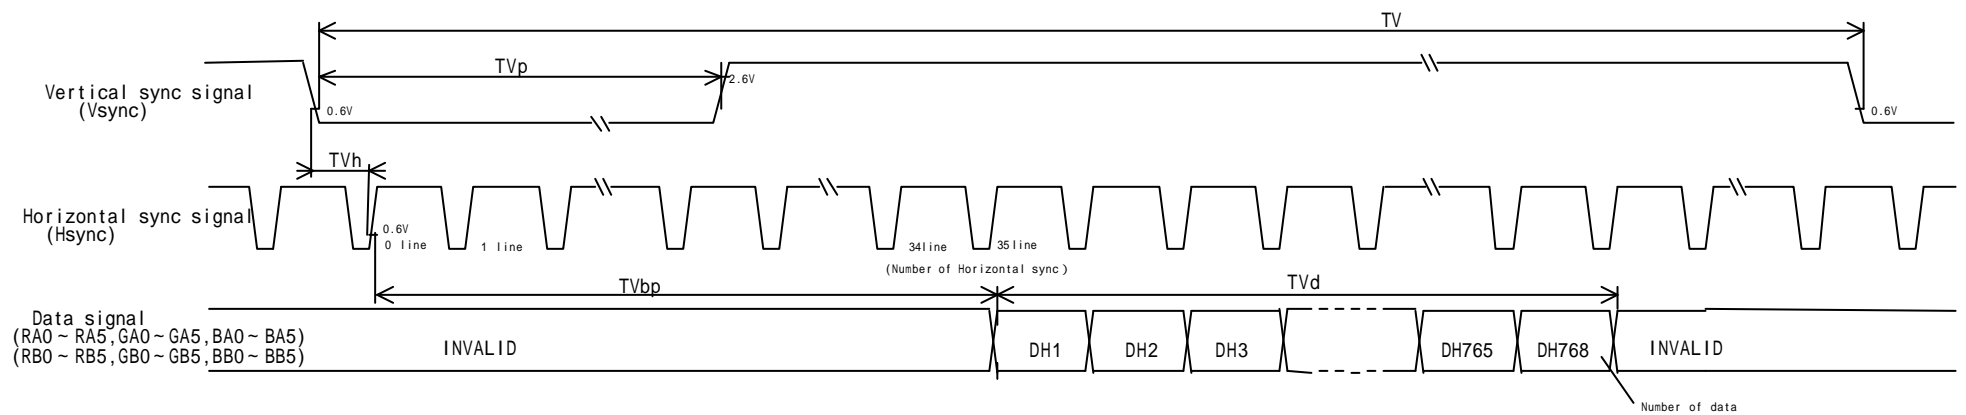 TV
TVp
2.6V
Vertical sync signal
(Vsync)
0.6V
0.6V
TVh
Horizontal sync signal
(Hsync)
0.6V
0 line
1 line
34line
35line
(Number of Horizontal sync)
TVbp
TVd
Data signal
(RA0~RA5,GA0~GA5,BA0~BA5)
(RB0~RB5,GB0~GB5,BB0~BB5)
INVALID
DH1
DH2
DH3
DH765
DH768
INVALID
Number of data